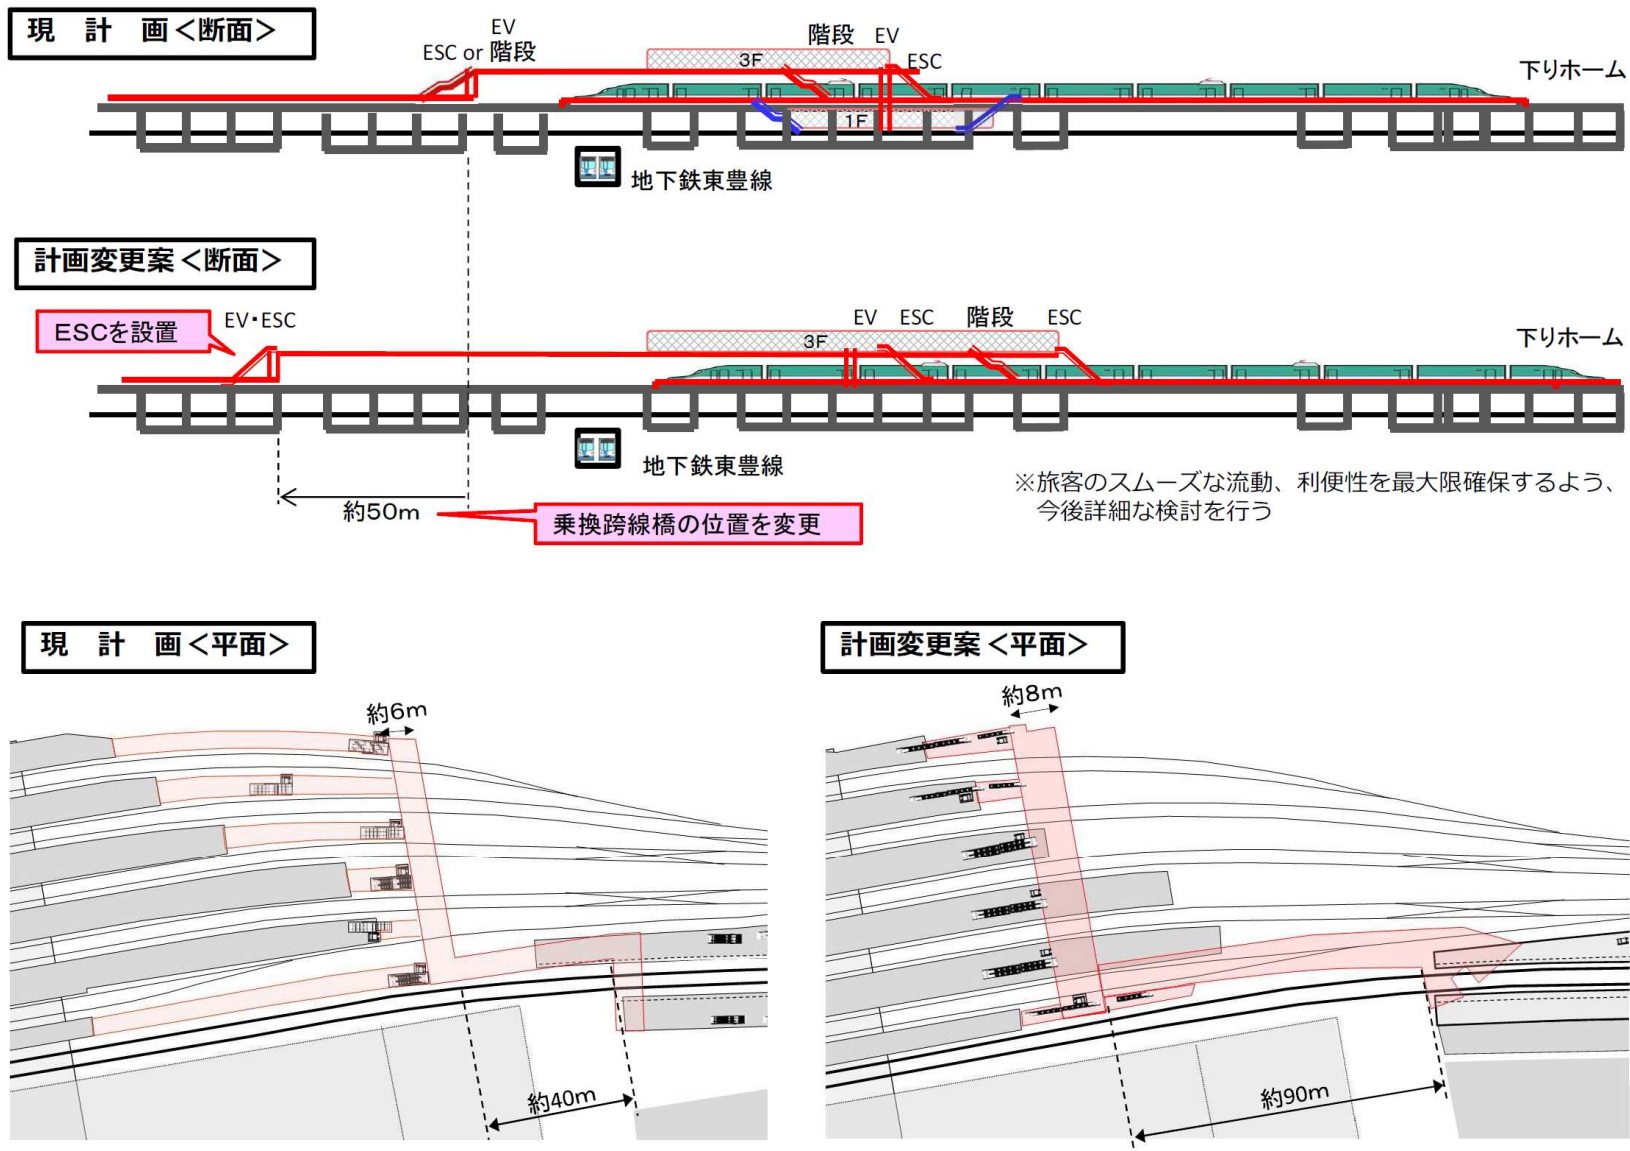 現 計 画＜断面＞
EV
ESC or 階段
階段 EV
ESC
3F
下りホーム
1F
地下鉄東豊線
計画変更案＜断面＞
ESCを設置
EV・ESC
EV ESC 階段 ESC
3F
下りホーム
地下鉄東豊線
約50m
乗換跨線橋の位置を変更
※旅客のスムーズな流動、利便性を最大限確保するよう、
今後詳細な検討を行う
現 計 画＜平面＞
約6m
約40m
計画変更案＜平面＞
約8m
約90m